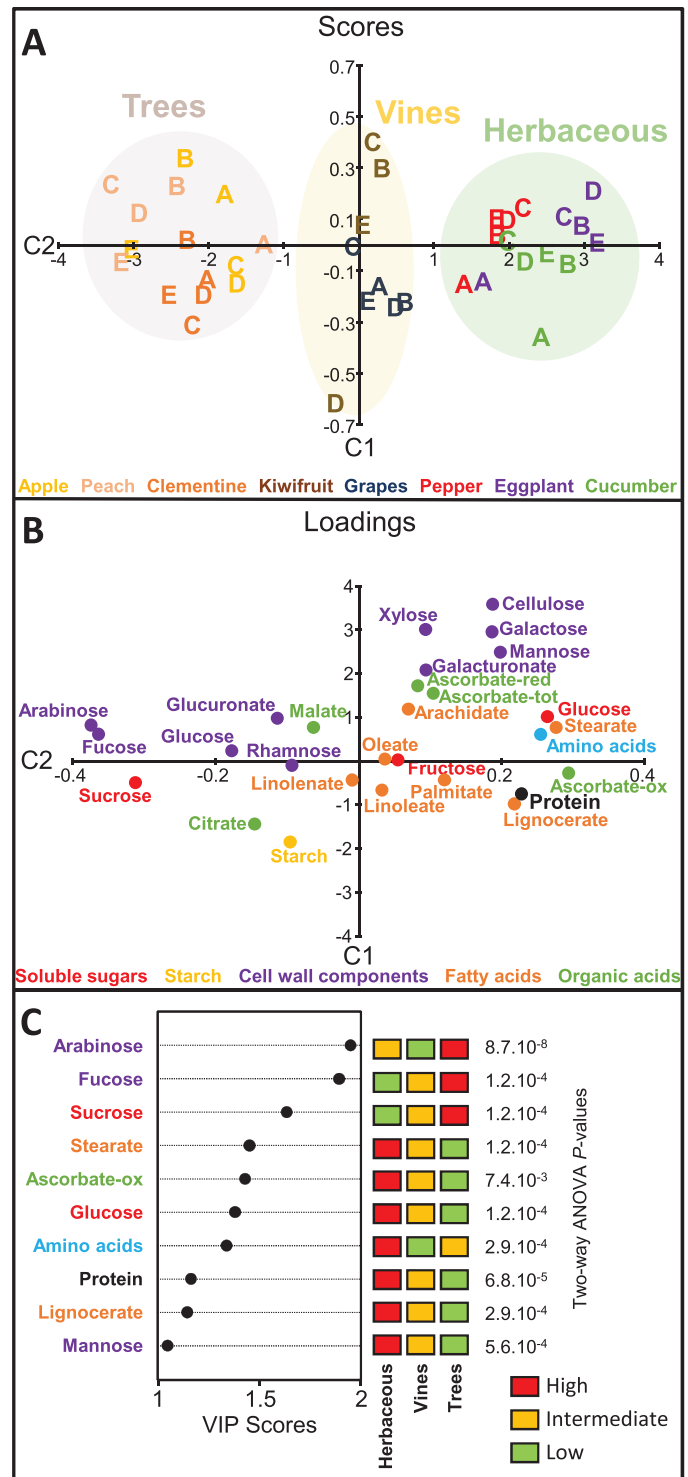 A
Scores
0.7
Trees
0.5
Vines
C
Herbaceous
B
B
0.3
C
B
A
D
D
C
0.1
E
B
D
C
B
E
B
C2
-4
-3
-2
-1
E
A
C
1
2
3
4
E
C
E
E
D
B
-0.1
A
C
D
A
A
A
E
D
E
B
D
C
-0.3
A
-0.5
D
-0.7
C1
Apple Peach Clementine Kiwifruit Grapes Pepper Eggplant Cucumber
B
Loadings
4
Cellulose
Xylose
3
Galactose
Mannose
2
Galacturonate
Ascorbate-red
Ascorbate-tot
Arabinose
Glucuronate
Malate
1
Arachidate
Glucose
Stearate
Fucose
Glucose
Rhamnose
Oleate
Amino acids
C2
-0.4
-0.2
0.2
0.4
Sucrose
Linolenate
Fructose
Palmitate
Ascorbate-ox
Linoleate
Protein
-1
Lignocerate
Citrate
Starch
-2
-3
-4
C1
Soluble sugars Starch Cell wall components Fatty acids Organic acids
C
Arabinose
8.7.10-8
Fucose
1.2.10-4
Sucrose
1.2.10-4
Stearate
1.2.10-4
Ascorbate-ox
7.4.10-3
Glucose
1.2.10-4
Amino acids
2.9.10-4
Protein
6.8.10-5
Lignocerate
2.9.10-4
Mannose
5.6.10-4
Two-way ANOVA P-values
1
1.5
2
VIP Scores
Herbaceous
Vines
Trees
High
Intermediate
Low